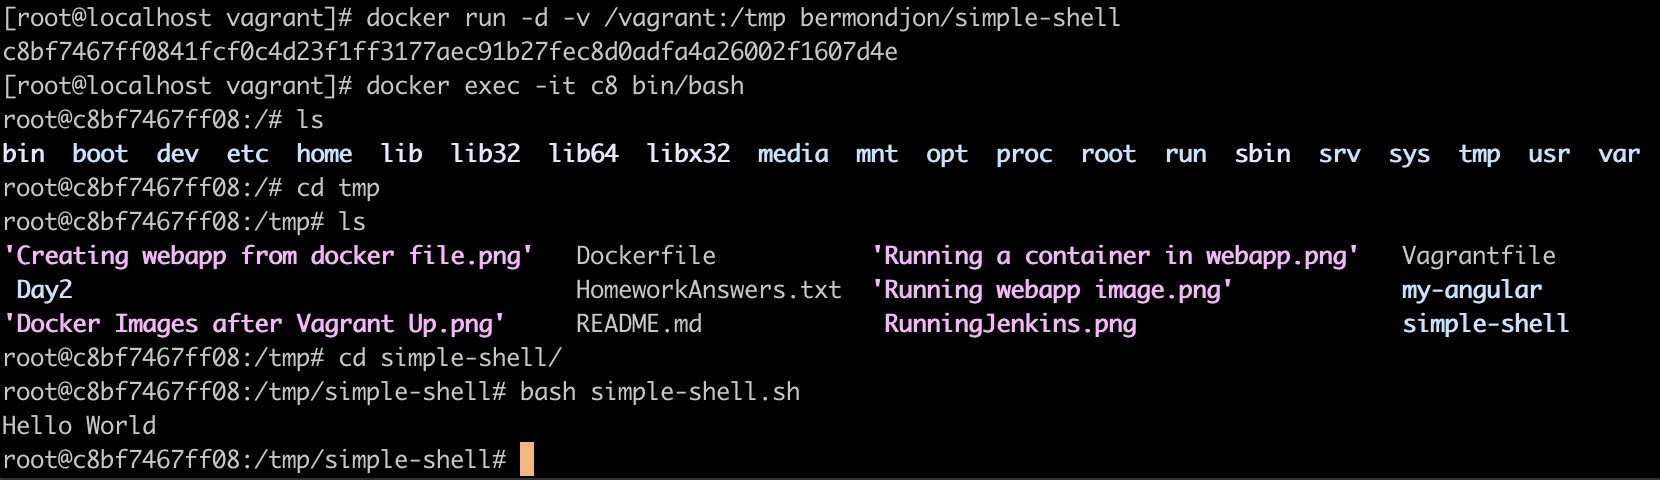 [root@localhost vagrant]# docker run -d -v /vagrant:/tmp bermondjon/simple-shell
c8bf7467ff0841fcf0c4d23f1ff3177aec91b27fec8d0adfa4a26002f1607d4e
[root@localhost vagrant]# docker exec -it c8 bin/bash
root@c8bf7467ff08:/# ls
bin  boot  dev  etc  home  lib  lib32  lib64  libx32  media  mnt  opt  proc  root  run  sbin  srv  sys  tmp  usr  var
root@c8bf7467ff08:/# cd tmp
root@c8bf7467ff08:/tmp# ls
'Creating webapp from docker file.png'   Dockerfile           'Running a container in webapp.png'   Vagrantfile
 Day2                                    HomeworkAnswers.txt  'Running webapp image.png'            my-angular
'Docker Images after Vagrant Up.png'     README.md             RunningJenkins.png                   simple-shell
root@c8bf7467ff08:/tmp# cd simple-shell/
root@c8bf7467ff08:/tmp/simple-shell# bash simple-shell.sh
Hello World
root@c8bf7467ff08:/tmp/simple-shell#